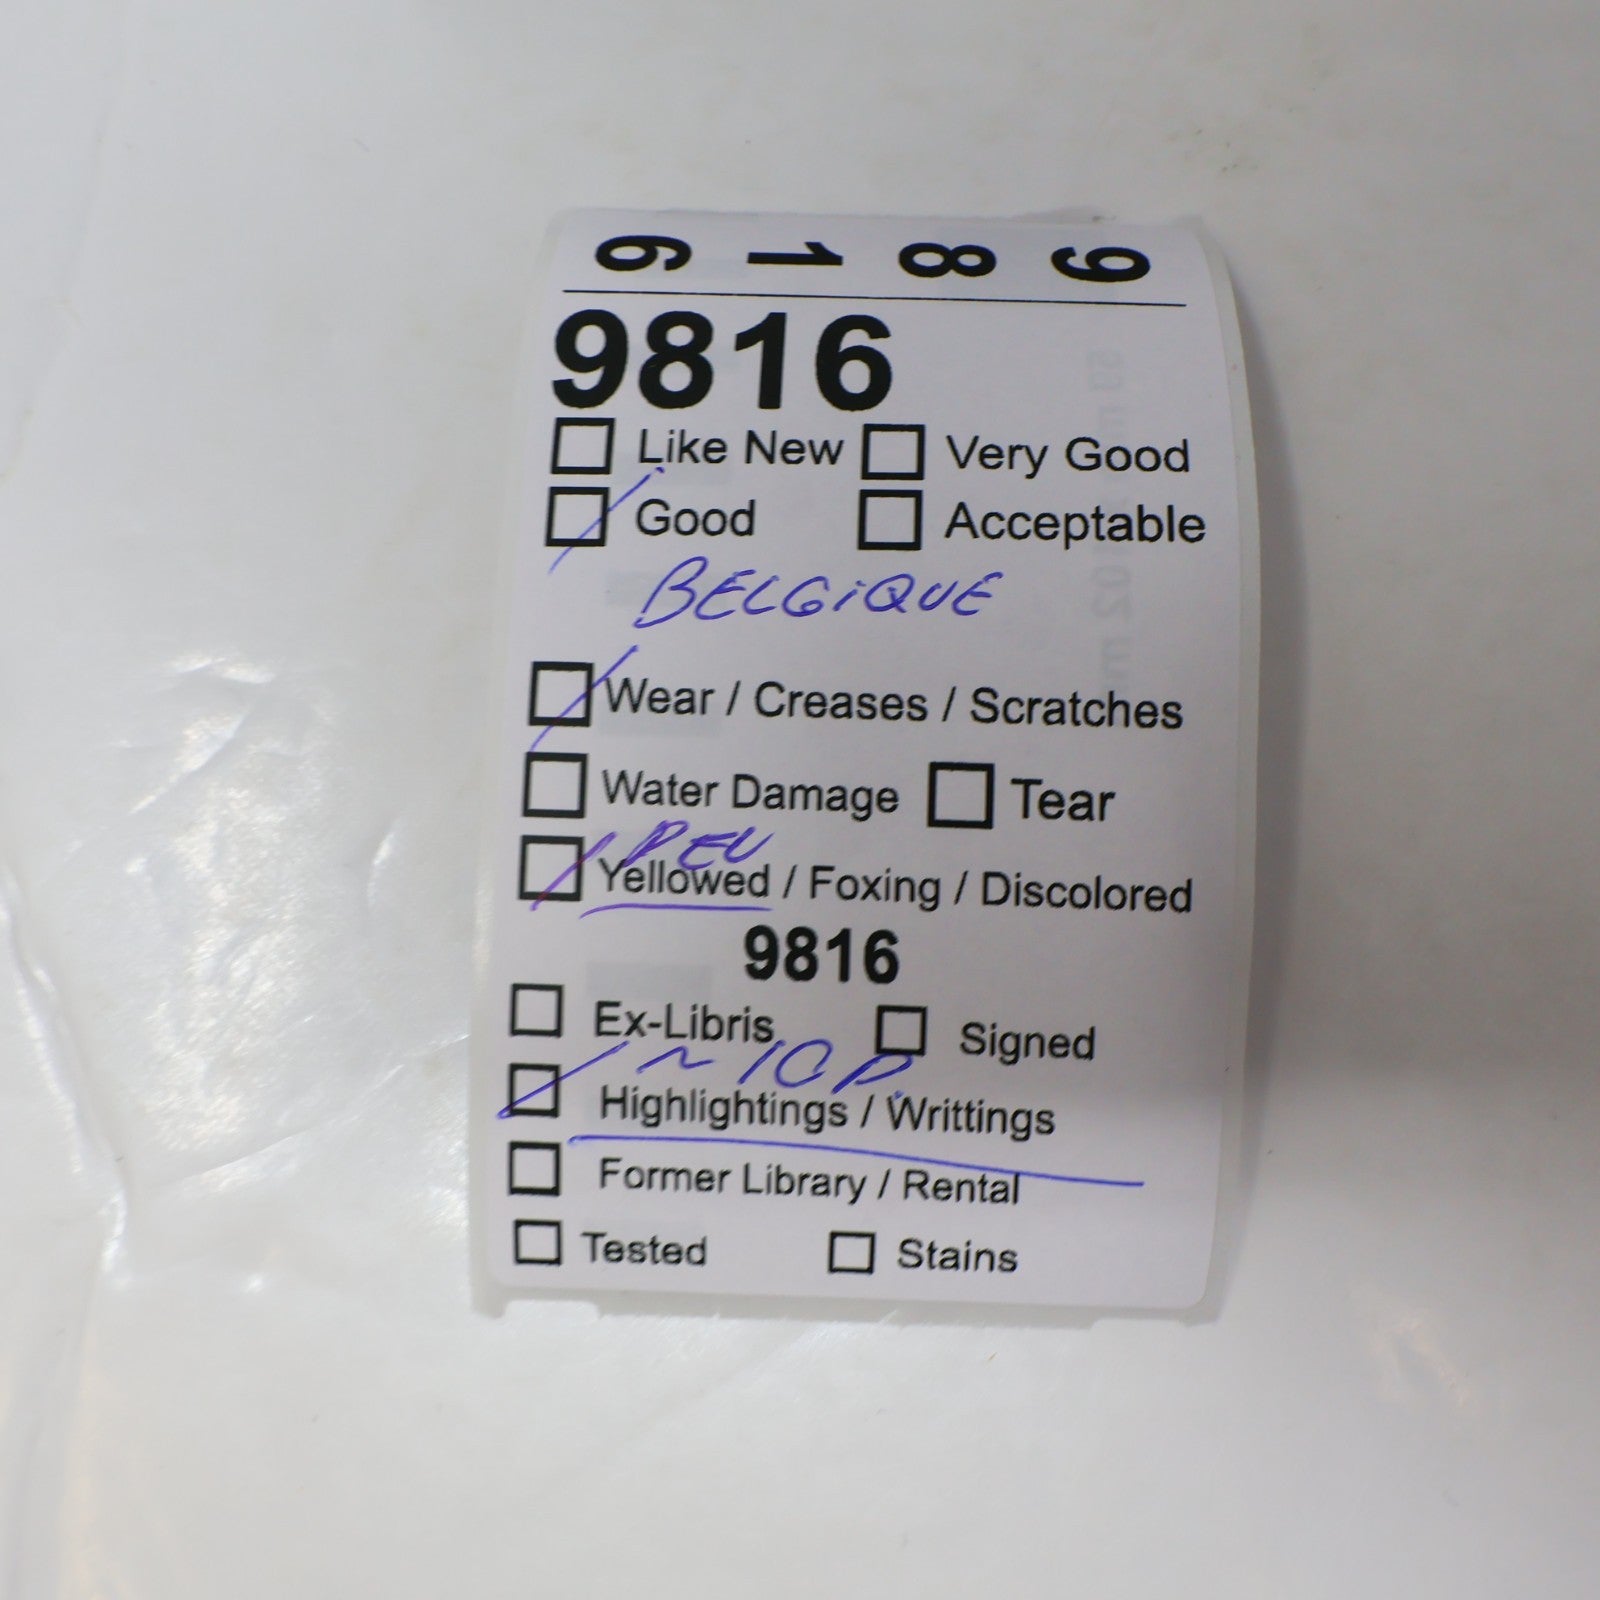 9 8 1 6
9816
Like New Very Good
Good Acceptable
BELGiQUE
Wear / Creases / Scratches
Water Damage Tear
PEU
Yellowed / Foxing / Discolored
9816
Ex-Libris Signed
~ 10 P.
Highlightings / Writtings
Former Library / Rental
Tested Stains